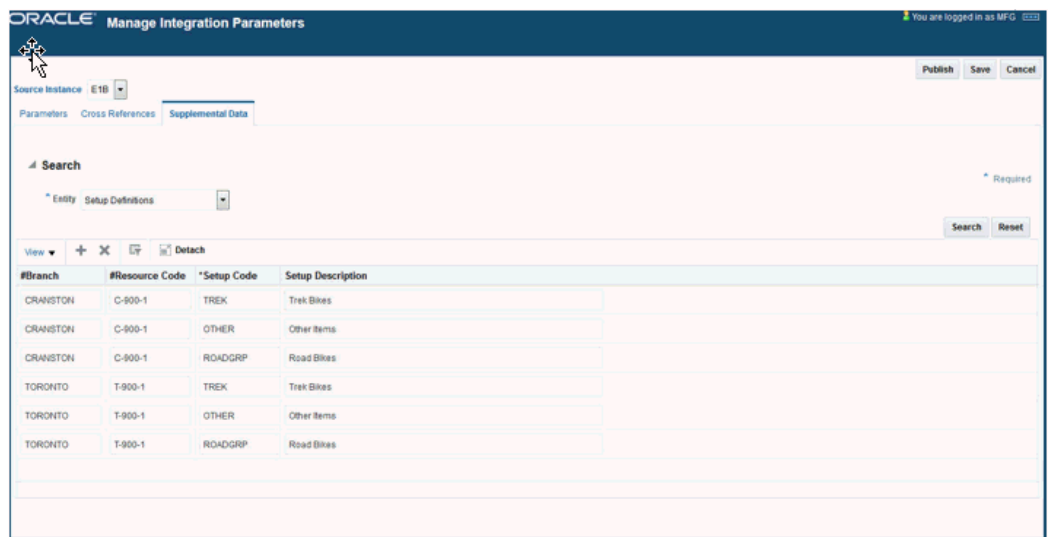 ORACLE Manage Integration Parameters
You are logged in as MFG
Publish Save Cancel
Source Instance E1B
Parameters Cross References Supplemental Data
Search
* Required
* Entity Setup Definitions
Search Reset
View Detach
#Branch #Resource Code *Setup Code Setup Description
CRANSTON C-900-1 TREK Trek Bikes
CRANSTON C-900-1 OTHER Other Items
CRANSTON C-900-1 ROADGRP Road Bikes
TORONTO T-900-1 TREK Trek Bikes
TORONTO T-900-1 OTHER Other Items
TORONTO T-900-1 ROADGRP Road Bikes